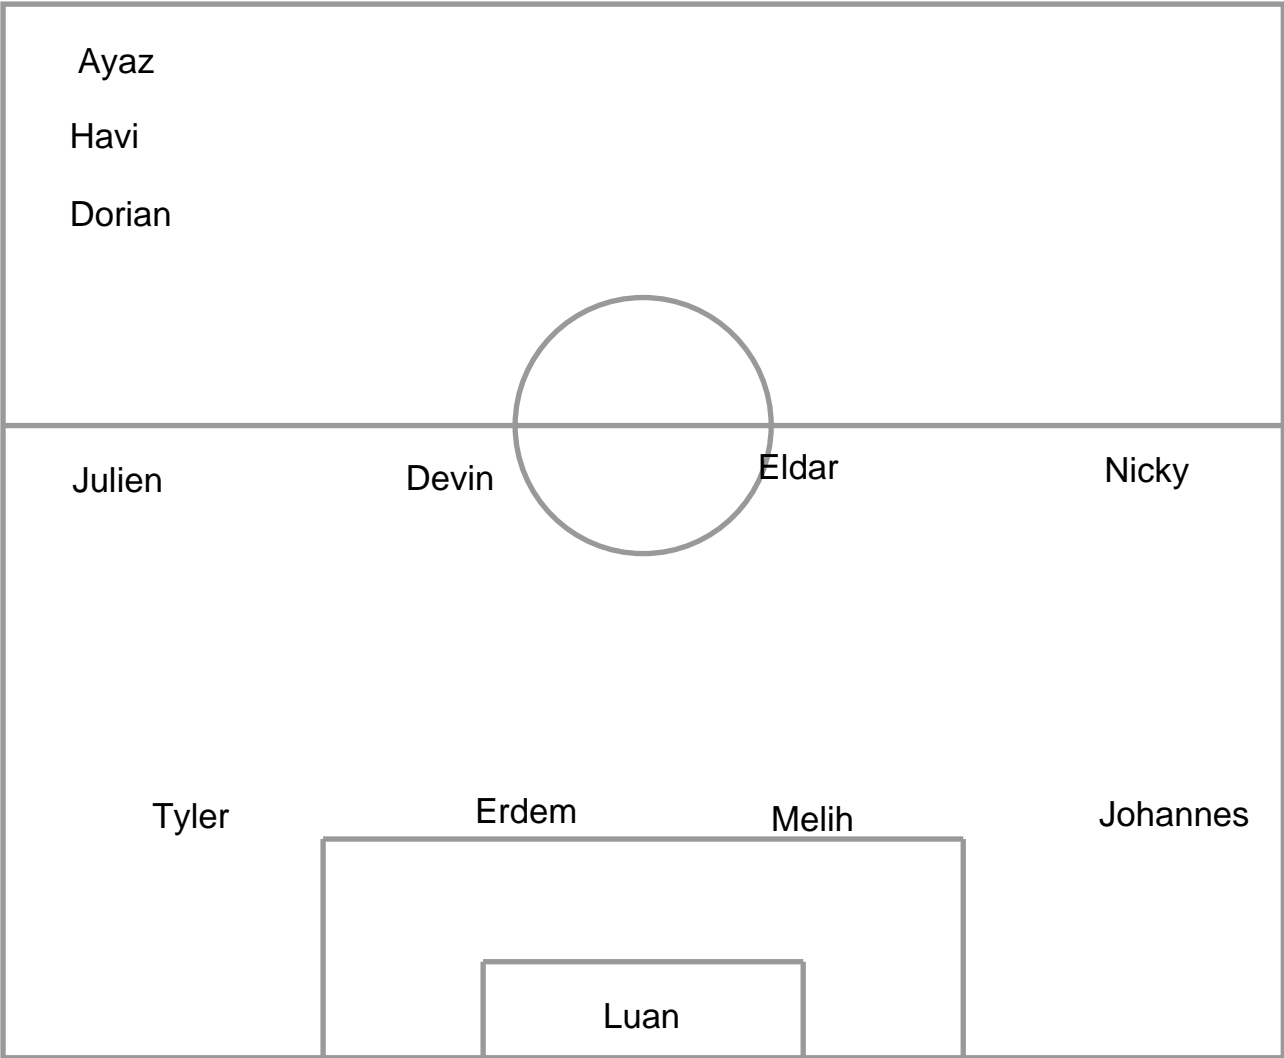 Ayaz
Havi
Dorian
Julien Devin Eldar Nicky
Tyler Erdem Melih Johannes
Luan